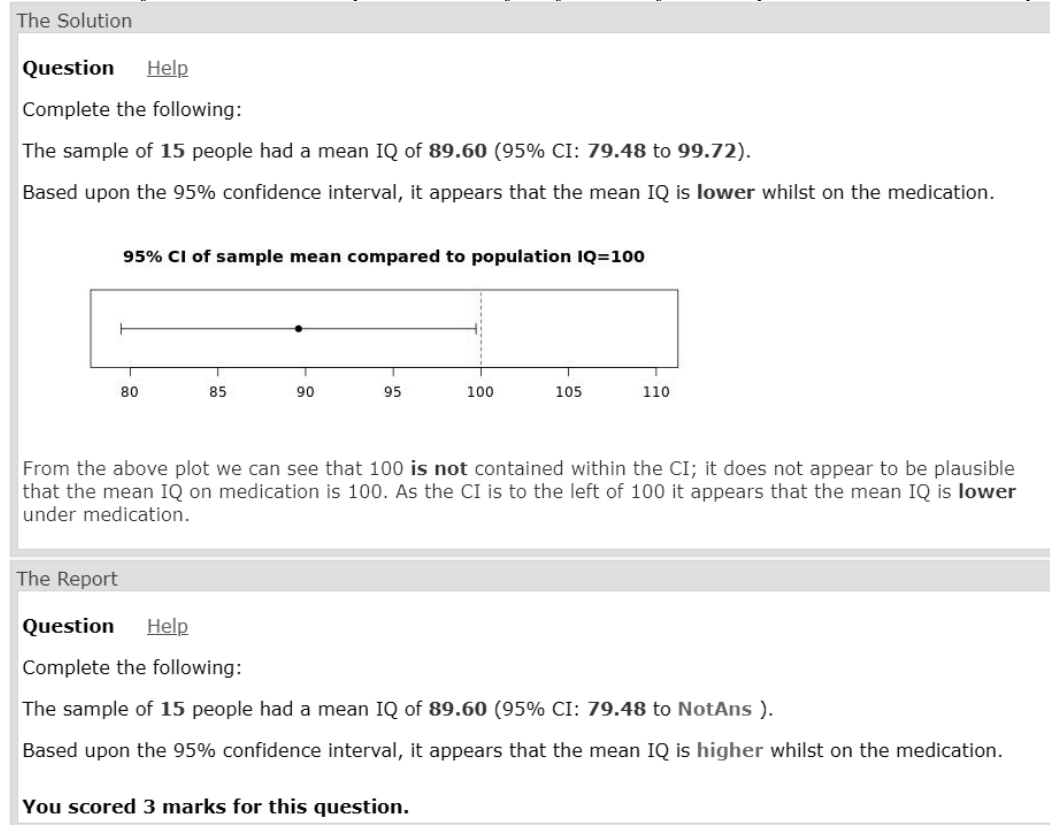 The Solution
Question Help
Complete the following:
The sample of 15 people had a mean IQ of 89.60 (95% CI: 79.48 to 99.72).
Based upon the 95% confidence interval, it appears that the mean IQ is lower whilst on the medication.
95% CI of sample mean compared to population IQ=100
80 85 90 95 100 105 110
From the above plot we can see that 100 is not contained within the CI; it does not appear to be plausible
that the mean IQ on medication is 100. As the CI is to the left of 100 it appears that the mean IQ is lower
under medication.
The Report
Question Help
Complete the following:
The sample of 15 people had a mean IQ of 89.60 (95% CI: 79.48 to NotAns ).
Based upon the 95% confidence interval, it appears that the mean IQ is higher whilst on the medication.
You scored 3 marks for this question.